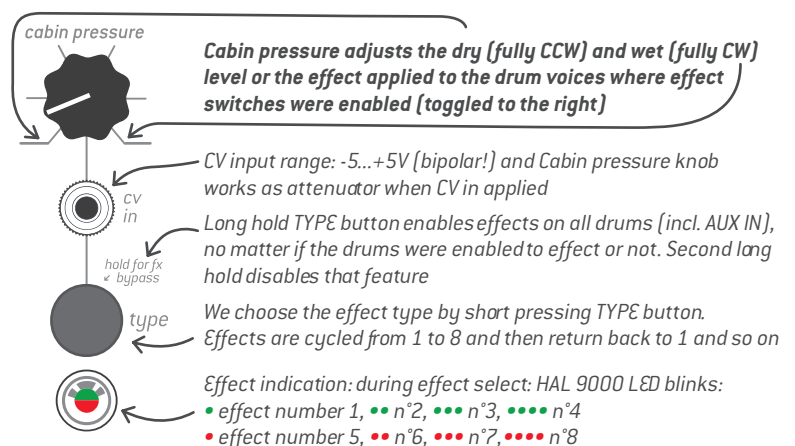 cabin pressure
Cabin pressure adjusts the dry (fully CCW) and wet (fully CW)
level or the effect applied to the drum voices where effect
switches were enabled (toggled to the right)
CV input range: -5...+5V (bipolar!) and Cabin pressure knob
works as attenuator when CV in applied
cv
in
Long hold TYPE button enables effects on all drums (incl. AUX IN),
no matter if the drums were enabled to effect or not. Second long
hold disables that feature
hold for fx
↙ bypass
type
We choose the effect type by short pressing TYPE button.
Effects are cycled from 1 to 8 and then return back to 1 and so on
Effect indication: during effect select: HAL 9000 LED blinks:
• effect number 1, •• n°2, ••• n°3, •••• n°4
• effect number 5, •• n°6, ••• n°7, •••• n°8